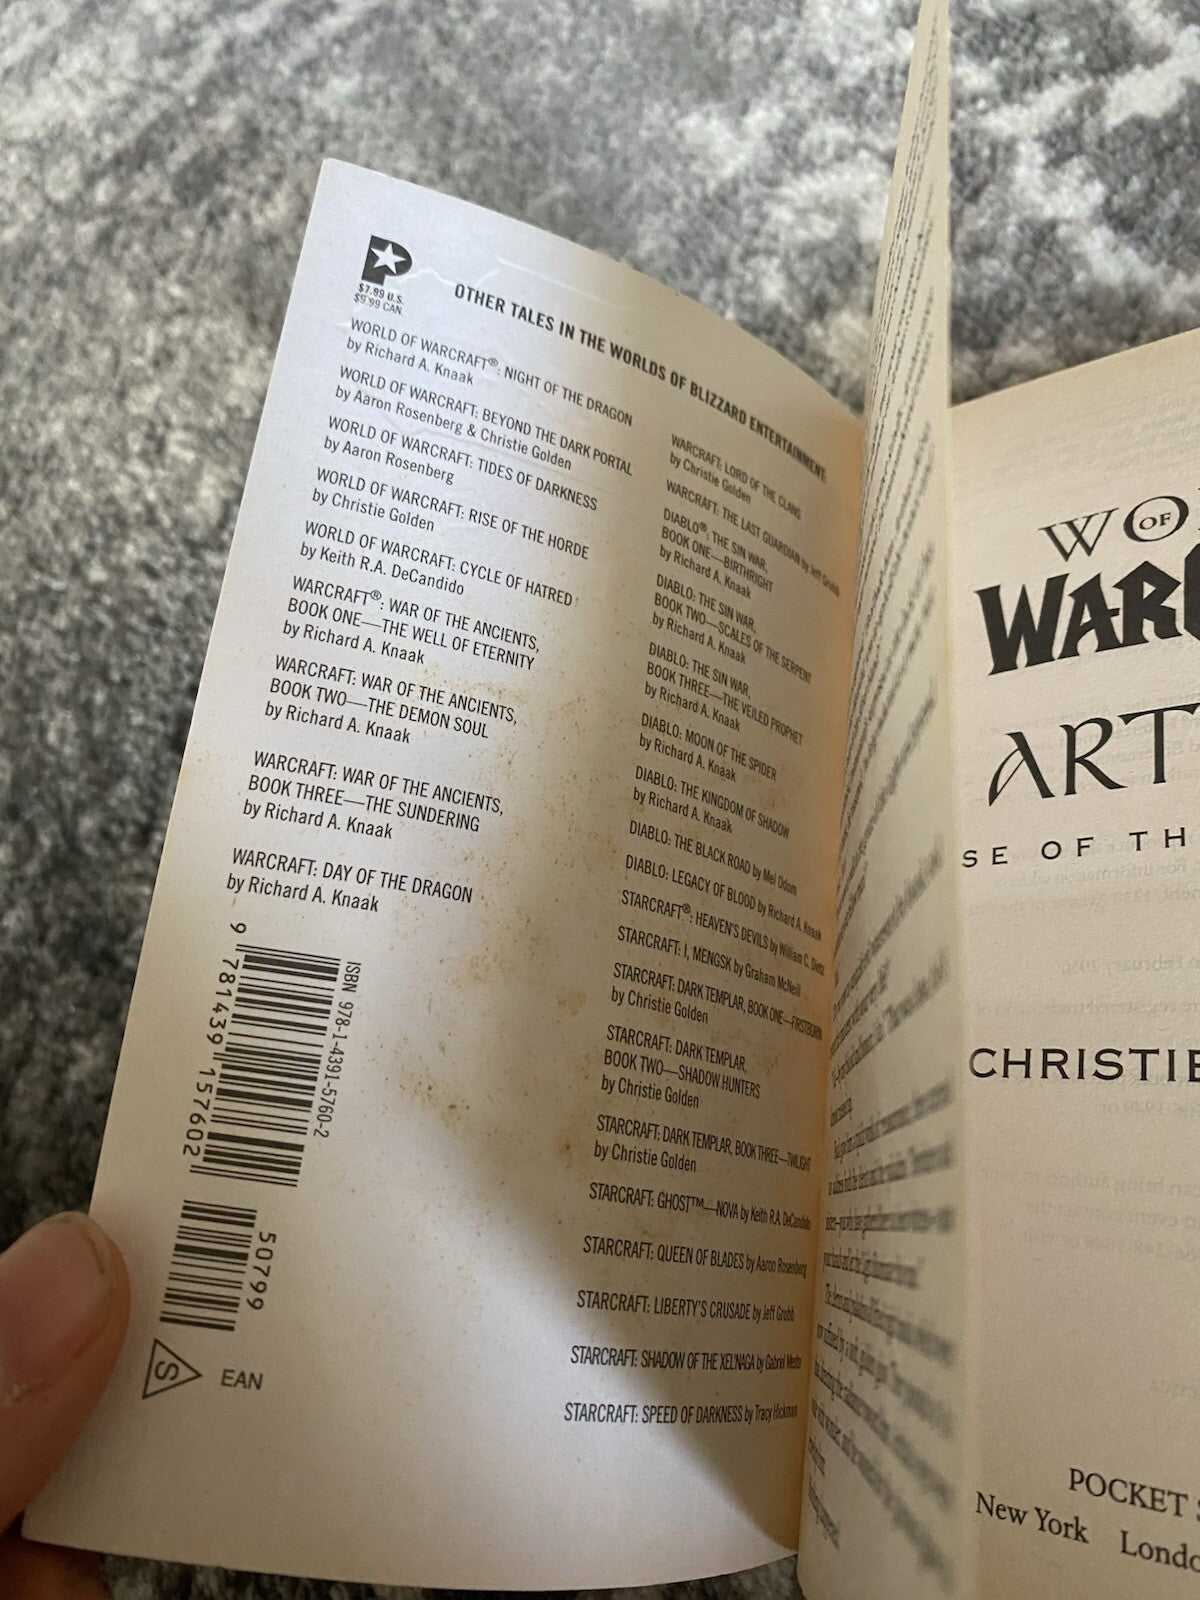 P
$7.99 U.S.
$9.99 CAN.
OTHER TALES IN THE WORLDS OF BLIZZARD ENTERTAINMENT:
WORLD OF WARCRAFT®: NIGHT OF THE DRAGON
by Richard A. Knaak
WORLD OF WARCRAFT: BEYOND THE DARK PORTAL
by Aaron Rosenberg & Christie Golden
WORLD OF WARCRAFT: TIDES OF DARKNESS
by Aaron Rosenberg
WORLD OF WARCRAFT: RISE OF THE HORDE
by Christie Golden
WORLD OF WARCRAFT: CYCLE OF HATRED
by Keith R.A. DeCandido
WARCRAFT®: WAR OF THE ANCIENTS,
BOOK ONE—THE WELL OF ETERNITY
by Richard A. Knaak
WARCRAFT: WAR OF THE ANCIENTS,
BOOK TWO—THE DEMON SOUL
by Richard A. Knaak
WARCRAFT: WAR OF THE ANCIENTS,
BOOK THREE—THE SUNDERING
by Richard A. Knaak
WARCRAFT: DAY OF THE DRAGON
by Richard A. Knaak
ISBN 978-1-4391-5760-2
9 781439 157602
50799
S
EAN
WARCRAFT: LORD OF THE CLANS
by Christie Golden
WARCRAFT: THE LAST GUARDIAN by Jeff Grubb
DIABLO®: THE SIN WAR,
BOOK ONE—BIRTHRIGHT
by Richard A. Knaak
DIABLO: THE SIN WAR,
BOOK TWO—SCALES OF THE SERPENT
by Richard A. Knaak
DIABLO: THE SIN WAR,
BOOK THREE—THE VEILED PROPHET
by Richard A. Knaak
DIABLO: MOON OF THE SPIDER
by Richard A. Knaak
DIABLO: THE KINGDOM OF SHADOW
by Richard A. Knaak
DIABLO: THE BLACK ROAD by Mel Odom
DIABLO: LEGACY OF BLOOD by Richard A. Knaak
STARCRAFT®: HEAVEN'S DEVILS by William C. Dietz
STARCRAFT: I, MENGSK by Graham McNeill
STARCRAFT: DARK TEMPLAR, BOOK ONE—FIRSTBORN
by Christie Golden
STARCRAFT: DARK TEMPLAR,
BOOK TWO—SHADOW HUNTERS
by Christie Golden
STARCRAFT: DARK TEMPLAR, BOOK THREE—TWILIGHT
by Christie Golden
STARCRAFT: GHOST™—NOVA by Keith R.A. DeCandido
STARCRAFT: QUEEN OF BLADES by Aaron Rosenberg
STARCRAFT: LIBERTY'S CRUSADE by Jeff Grubb
STARCRAFT: SHADOW OF THE XEL'NAGA by Gabriel Mesta
STARCRAFT: SPEED OF DARKNESS by Tracy Hickman
WO
OF
WARC
ART
SE OF TH
CHRISTIE
POCKET S
New York Londo